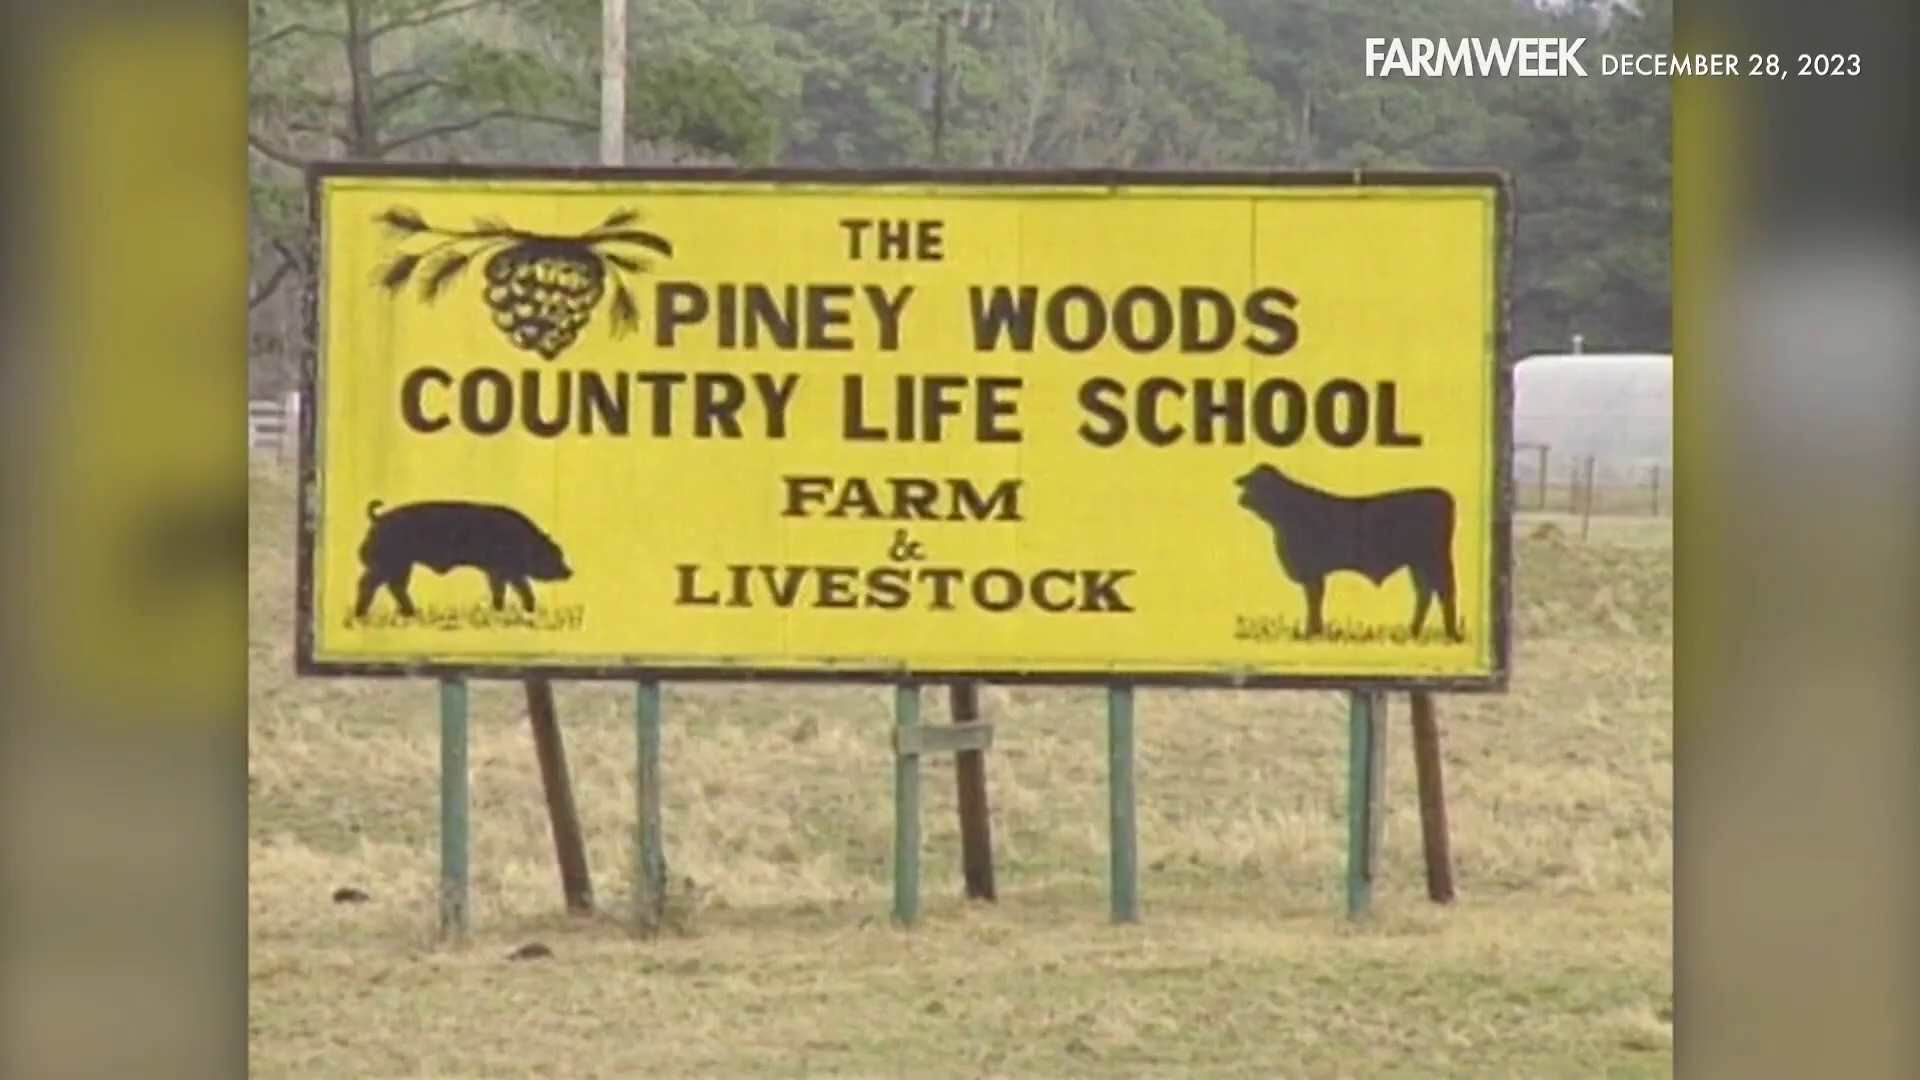 FARMWEEK DECEMBER 28, 2023
THE
PINEY WOODS
COUNTRY LIFE SCHOOL
FARM
&
LIVESTOCK